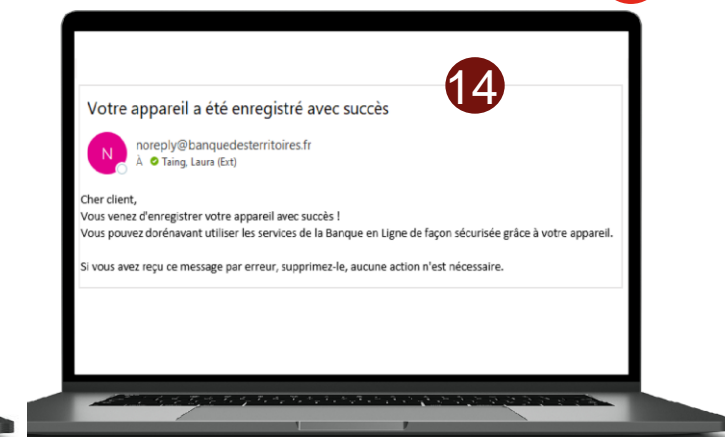 14
Votre appareil a été enregistré avec succès
N
noreply@banquedesterritoires.fr
À Taing, Laura (Ext)
Cher client,
Vous venez d'enregistrer votre appareil avec succès !
Vous pouvez dorénavant utiliser les services de la Banque en Ligne de façon sécurisée grâce à votre appareil.
Si vous avez reçu ce message par erreur, supprimez-le, aucune action n'est nécessaire.